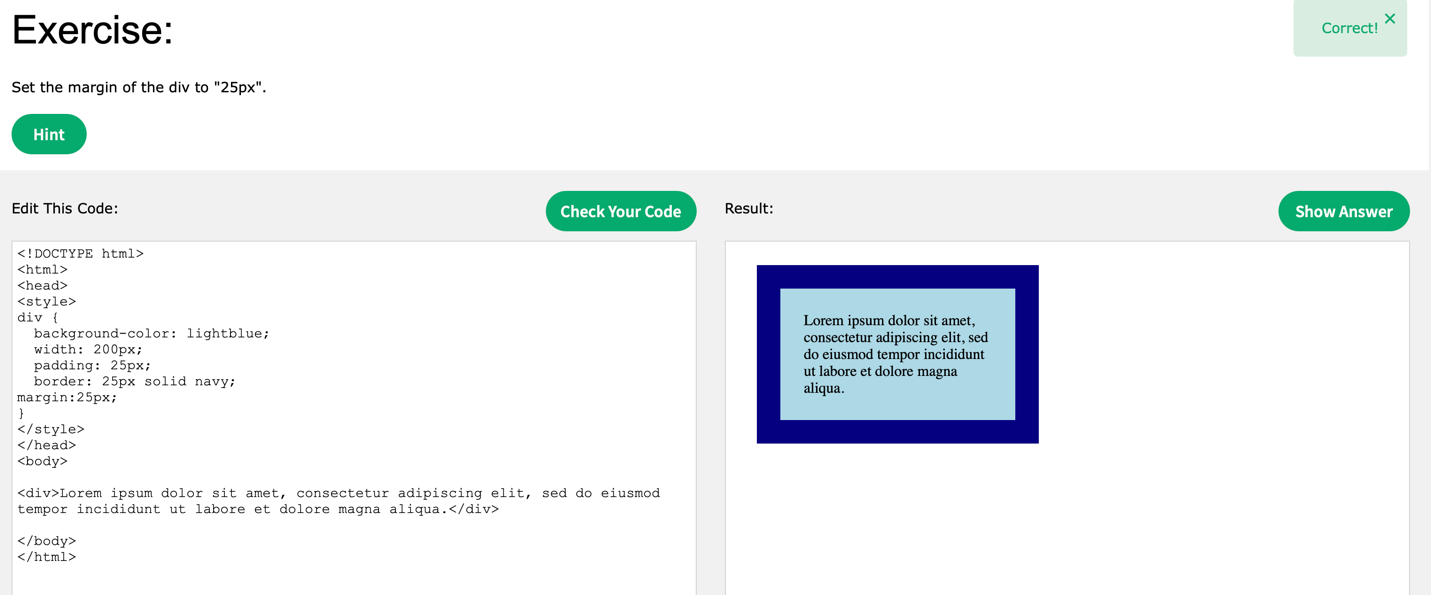 Exercise:
Correct!
×
Set the margin of the div to "25px".
Hint
Edit This Code:
Check Your Code
<!DOCTYPE html>
<html>
<head>
<style>
div {
  background-color: lightblue;
  width: 200px;
  padding: 25px;
  border: 25px solid navy;
margin:25px;
}
</style>
</head>
<body>

<div>Lorem ipsum dolor sit amet, consectetur adipiscing elit, sed do eiusmod
tempor incididunt ut labore et dolore magna aliqua.</div>

</body>
</html>
Result:
Show Answer
Lorem ipsum dolor sit amet,
consectetur adipiscing elit, sed
do eiusmod tempor incididunt
ut labore et dolore magna
aliqua.